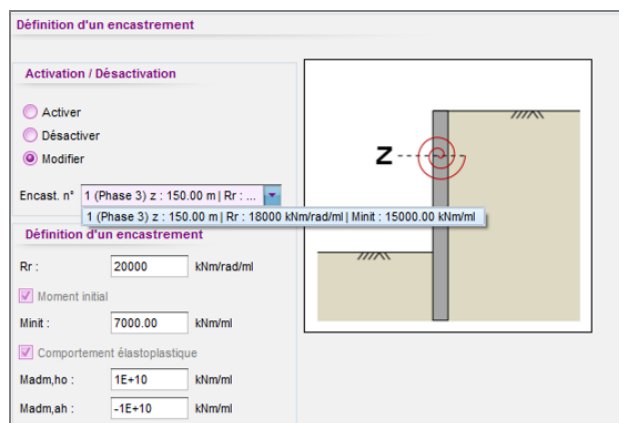 Définition d'un encastrement
Activation / Désactivation
Activer
Désactiver
Modifier
Encast. n° 1 (Phase 3) z : 150.00 m | Rr : ...
1 (Phase 3) z : 150.00 m | Rr : 18000 kNm/rad/ml | Minit : 15000.00 kNm/ml
Définition d'un encastrement
Rr : 20000 kNm/rad/ml
Moment initial
Minit : 7000.00 kNm/ml
Comportement élastoplastique
Madm,ho : 1E+10 kNm/ml
Madm,ah : -1E+10 kNm/ml
Z